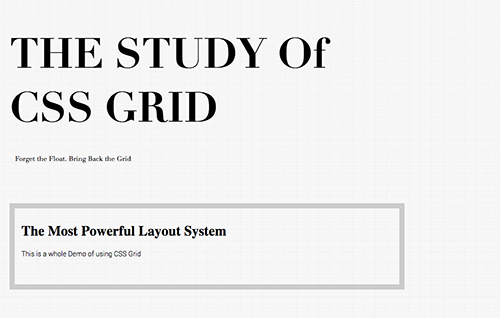 THE STUDY Of
CSS GRID
Forget the Float. Bring Back the Grid
The Most Powerful Layout System
This is a whole Demo of using CSS Grid